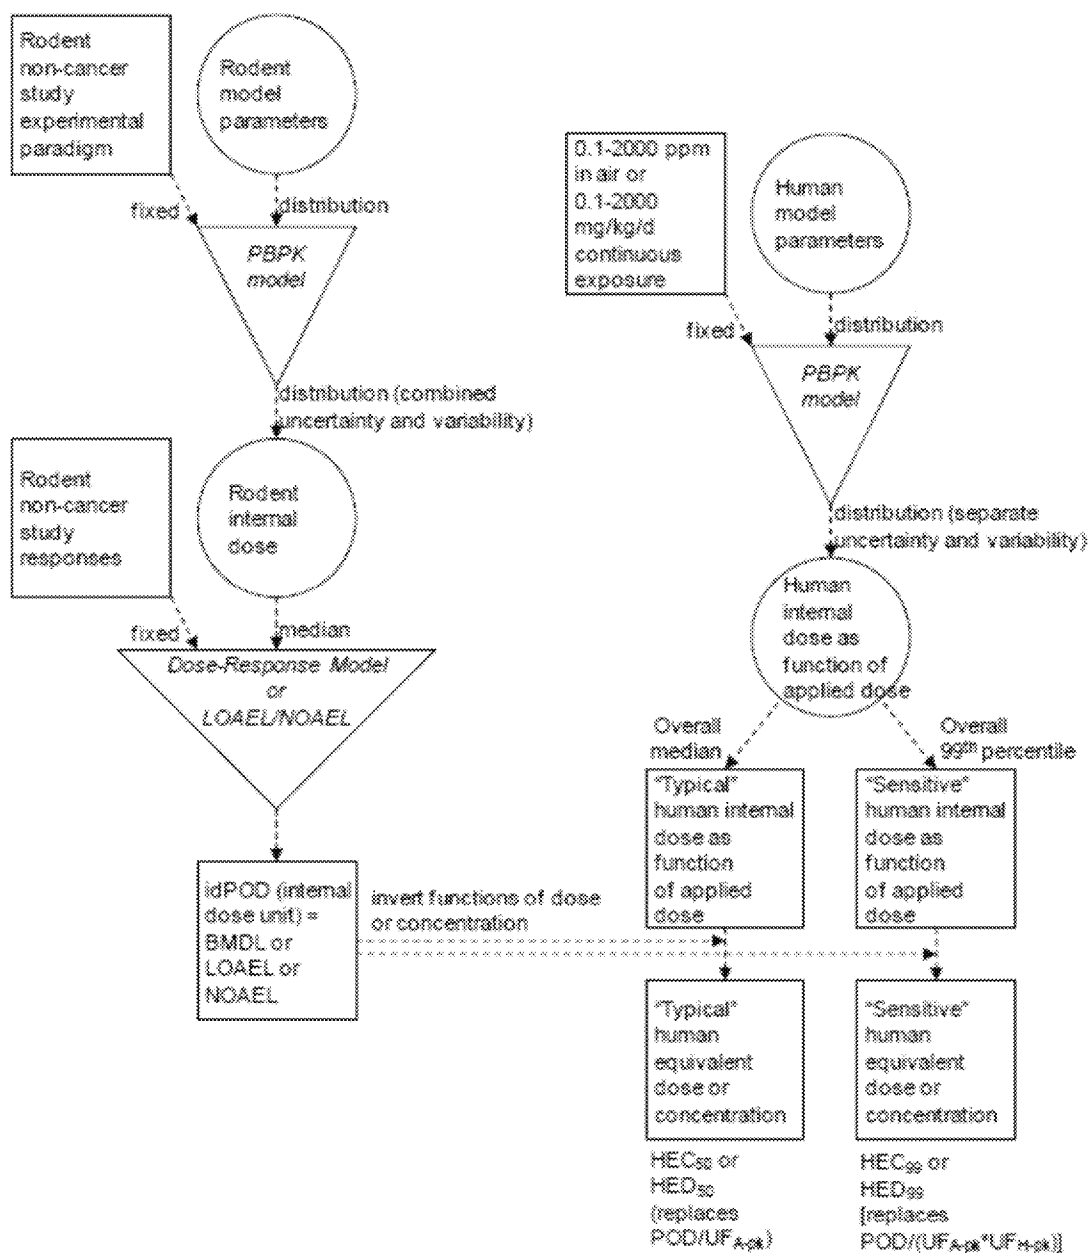 Rodent
non-cancer
study
experimental
paradigm
Rodent
model
parameters
fixed
distribution
PBPK
model
distribution (combined
uncertainty and variability)
Rodent
non-cancer
study
responses
Rodent
internal
dose
fixed
median
Dose-Response Model
or
LOAEL/NOAEL
idPOD (internal
dose unit) =
BMDL or
LOAEL or
NOAEL
invert functions of dose
or concentration
0.1-2000 ppm
in air or
0.1-2000
mg/kg/d
continuous
exposure
Human
model
parameters
fixed
distribution
PBPK
model
distribution (separate
uncertainty and variability)
Human
internal
dose as
function of
applied dose
Overall
median
Overall
99th percentile
"Typical"
human internal
dose as
function
of applied
dose
"Sensitive"
human internal
dose as
function
of applied
dose
"Typical"
human
equivalent
dose or
concentration
"Sensitive"
human
equivalent
dose or
concentration
HEC50 or
HED50
(replaces
POD/UFA-pk)
HEC99 or
HED99
[replaces
POD/(UFA-pk*UFH-pk)]